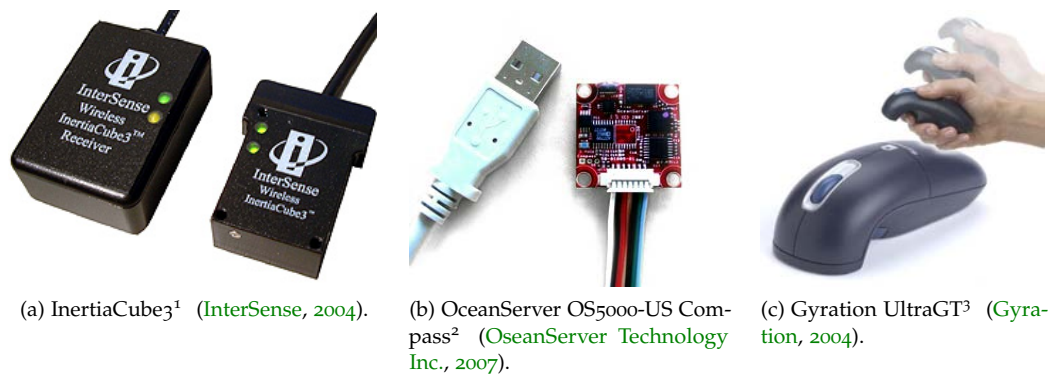 InterSense
Wireless
InertiaCube3™
Receiver
InterSense
Wireless
InertiaCube3™
(a) InertiaCube3¹ (InterSense, 2004).
(b) OceanServer OS5000-US Com-
pass² (OseanServer Technology
Inc., 2007).
(c) Gyration UltraGT³ (Gyra-
tion, 2004).